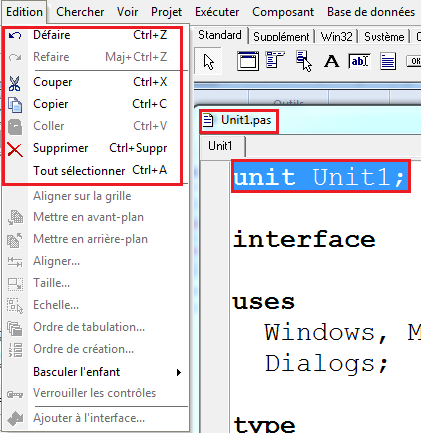 Edition Chercher Voir Projet Exécuter Composant Base de données
Défaire Ctrl+Z
Refaire Maj+Ctrl+Z
Couper Ctrl+X
Copier Ctrl+C
Coller Ctrl+V
Supprimer Ctrl+Suppr
Tout sélectionner Ctrl+A
Aligner sur la grille
Mettre en avant-plan
Mettre en arrière-plan
Aligner...
Taille...
Echelle...
Ordre de tabulation...
Ordre de création...
Basculer l'enfant
Verrouiller les contrôles
Ajouter à l'interface...
Standard Supplément Win32 Système
A ab OK
Outils
Unit1.pas
Unit1
unit Unit1;
interface
uses
Windows, M
Dialogs;
type